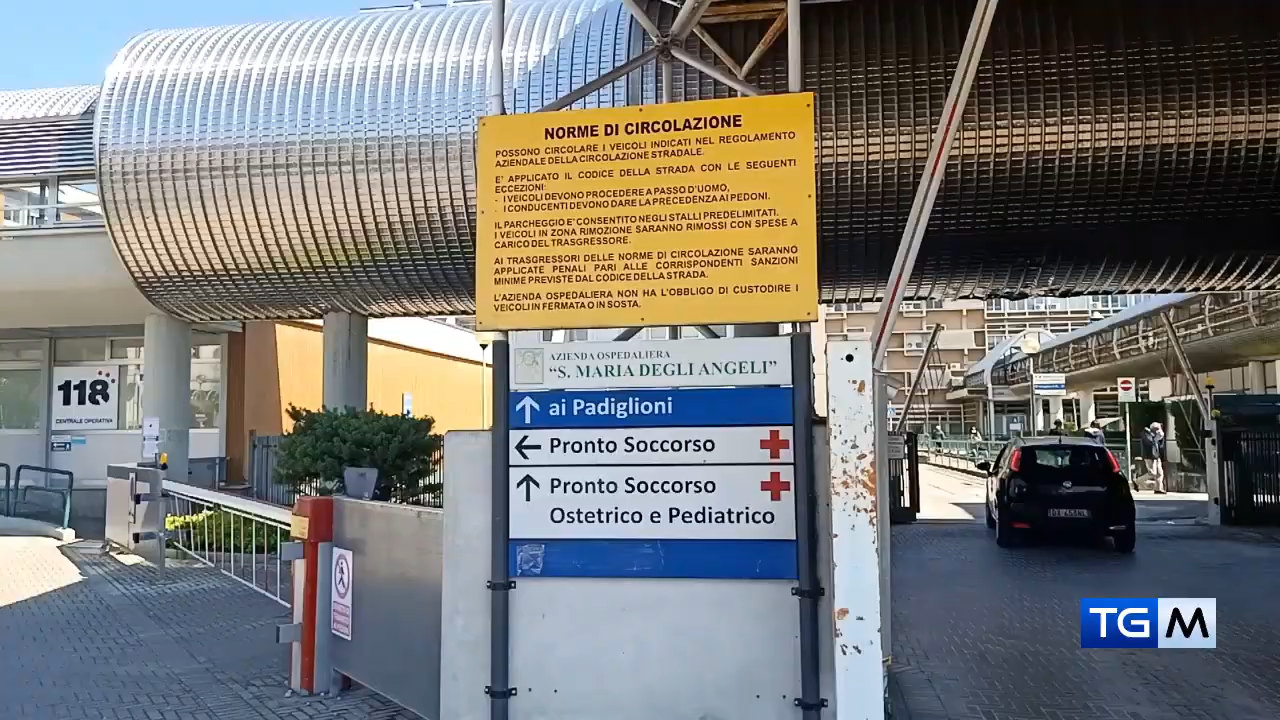 NORME DI CIRCOLAZIONE
POSSONO CIRCOLARE I VEICOLI INDICATI NEL REGOLAMENTO
AZIENDALE DELLA CIRCOLAZIONE STRADALE.
E' APPLICATO IL CODICE DELLA STRADA CON LE SEGUENTI
ECCEZIONI:
- I VEICOLI DEVONO PROCEDERE A PASSO D'UOMO,
- I CONDUCENTI DEVONO DARE LA PRECEDENZA AI PEDONI.
IL PARCHEGGIO E' CONSENTITO NEGLI STALLI PREDELIMITATI.
I VEICOLI IN ZONA RIMOZIONE SARANNO RIMOSSI CON SPESE A
CARICO DEL TRASGRESSORE.
AI TRASGRESSORI DELLE NORME DI CIRCOLAZIONE SARANNO
APPLICATE PENALI PARI ALLE CORRISPONDENTI SANZIONI
MINIME PREVISTE DAL CODICE DELLA STRADA.
L'AZIENDA OSPEDALIERA NON HA L'OBBLIGO DI CUSTODIRE I
VEICOLI IN FERMATA O IN SOSTA.
AZIENDA OSPEDALIERA
"S. MARIA DEGLI ANGELI"
ai Padiglioni
Pronto Soccorso
Pronto Soccorso
Ostetrico e Pediatrico
118
CENTRALE OPERATIVA
TGM